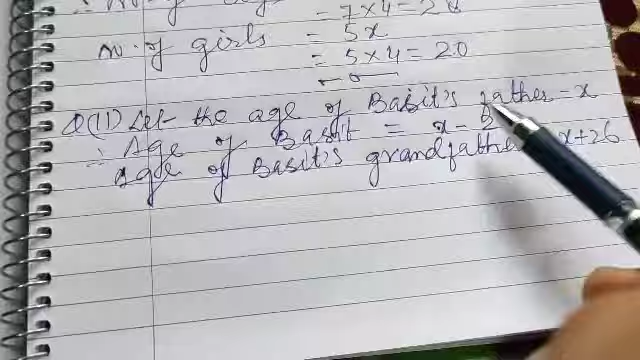 = 7 × 4 = 28
No. of girls = 5x
= 5 × 4 = 20
Q(11) Let the age of Basit's father = x
∴ Age of Basit = x -
Age of Basit's grandfather x + 26